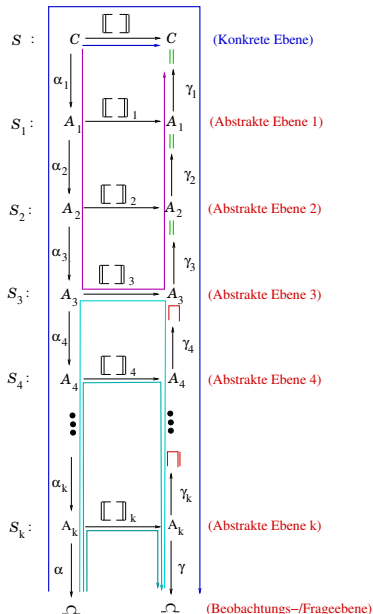 S : C ⟦ ⟧ C (Konkrete Ebene)
α₁ γ₁
S₁ : A₁ ⟦ ⟧₁ A₁ (Abstrakte Ebene 1)
α₂ γ₂
S₂ : A₂ ⟦ ⟧₂ A₂ (Abstrakte Ebene 2)
α₃ γ₃
S₃ : A₃ ⟦ ⟧₃ A₃ (Abstrakte Ebene 3)
α₄ γ₄
S₄ : A₄ ⟦ ⟧₄ A₄ (Abstrakte Ebene 4)
αₖ γₖ
Sₖ : Aₖ ⟦ ⟧ₖ Aₖ (Abstrakte Ebene k)
α γ
Ω Ω (Beobachtungs−/Frageebene)